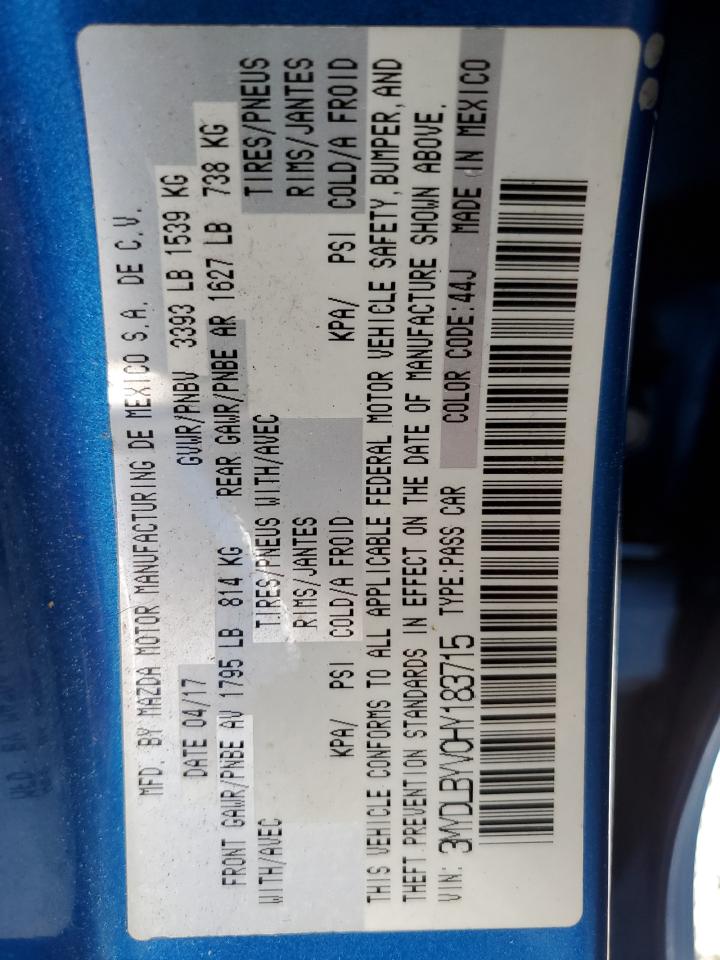 MFD. BY MAZDA MOTOR MANUFACTURING DE MEXICO S.A. DE C.V.
DATE 04/17 GVWR/PNBV 3393 LB 1539 KG
FRONT GAWR/PNBE AV 1795 LB 814 KG REAR GAWR/PNBE AR 1627 LB 738 KG
WITH/AVEC TIRES/PNEUS WITH/AVEC TIRES/PNEUS
RIMS/JANTES RIMS/JANTES
KPA/ PSI COLD/A FROID KPA/ PSI COLD/A FROID
THIS VEHICLE CONFORMS TO ALL APPLICABLE FEDERAL MOTOR VEHICLE SAFETY, BUMPER, AND
THEFT PREVENTION STANDARDS IN EFFECT ON THE DATE OF MANUFACTURE SHOWN ABOVE.
VIN: 3MYDLBYV0HY183715 TYPE:PASS CAR COLOR CODE:44J MADE IN MEXICO